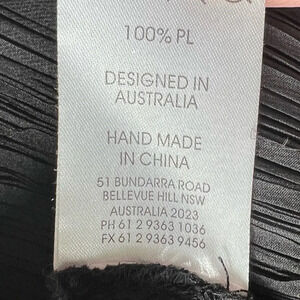 100% PL
DESIGNED IN
AUSTRALIA
HAND MADE
IN CHINA
51 BUNDARRA ROAD
BELLEVUE HILL NSW
AUSTRALIA 2023
PH 61 2 9363 1036
FX 61 2 9363 9456